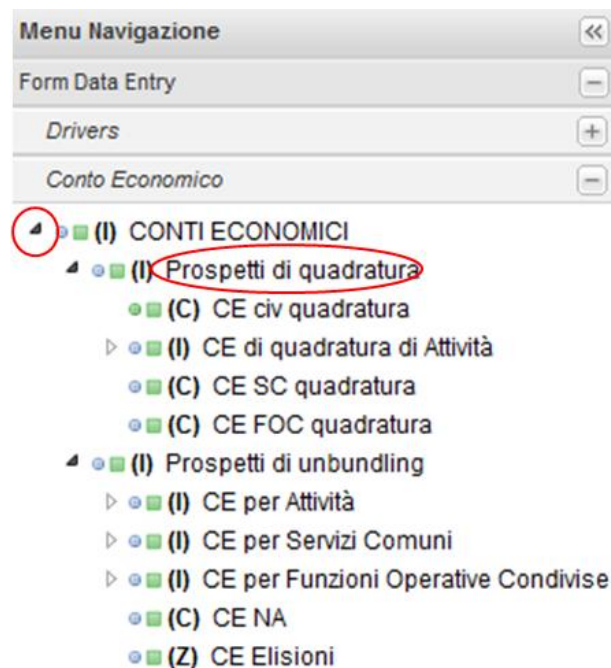 Menu Navigazione
Form Data Entry
Drivers
Conto Economico
(I) CONTI ECONOMICI
(I) Prospetti di quadratura
(C) CE civ quadratura
(I) CE di quadratura di Attività
(C) CE SC quadratura
(C) CE FOC quadratura
(I) Prospetti di unbundling
(I) CE per Attività
(I) CE per Servizi Comuni
(I) CE per Funzioni Operative Condivise
(C) CE NA
(Z) CE Elisioni